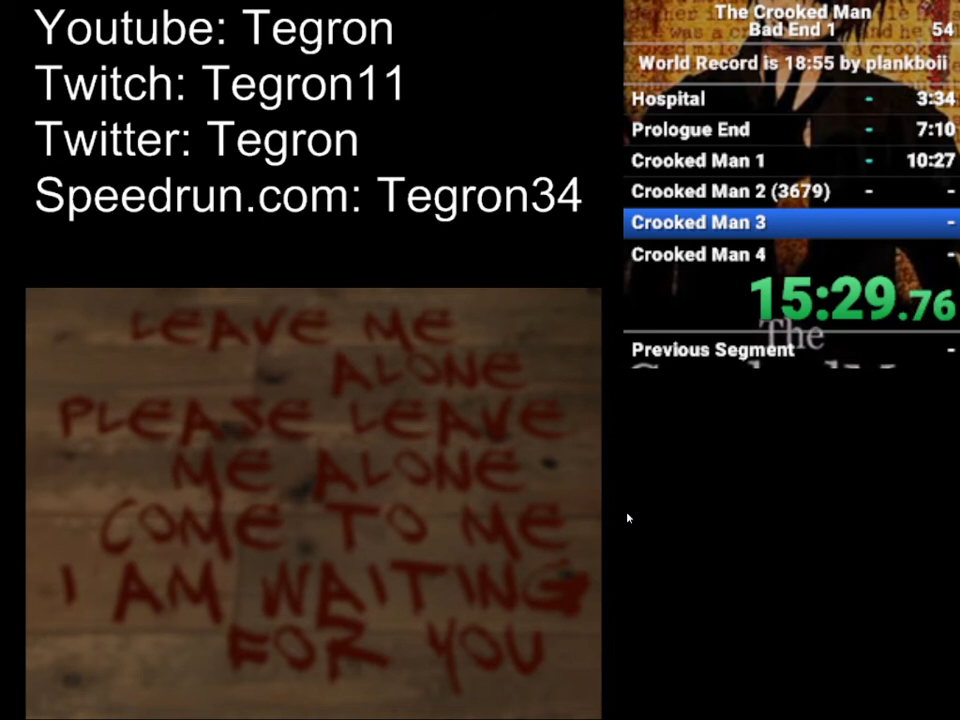 Youtube: Tegron
Twitch: Tegron11
Twitter: Tegron
Speedrun.com: Tegron34
The Crooked Man
Bad End 1 54
World Record is 18:55 by plankboii
Hospital - 3:34
Prologue End - 7:10
Crooked Man 1 - 10:27
Crooked Man 2 (3679) - -
Crooked Man 3 -
Crooked Man 4 -
15:29.76
The
Previous Segment -
LEAVE ME
ALONE
PLEASE LEAVE
ME ALONE
COME TO ME
I AM WAITING
FOR YOU